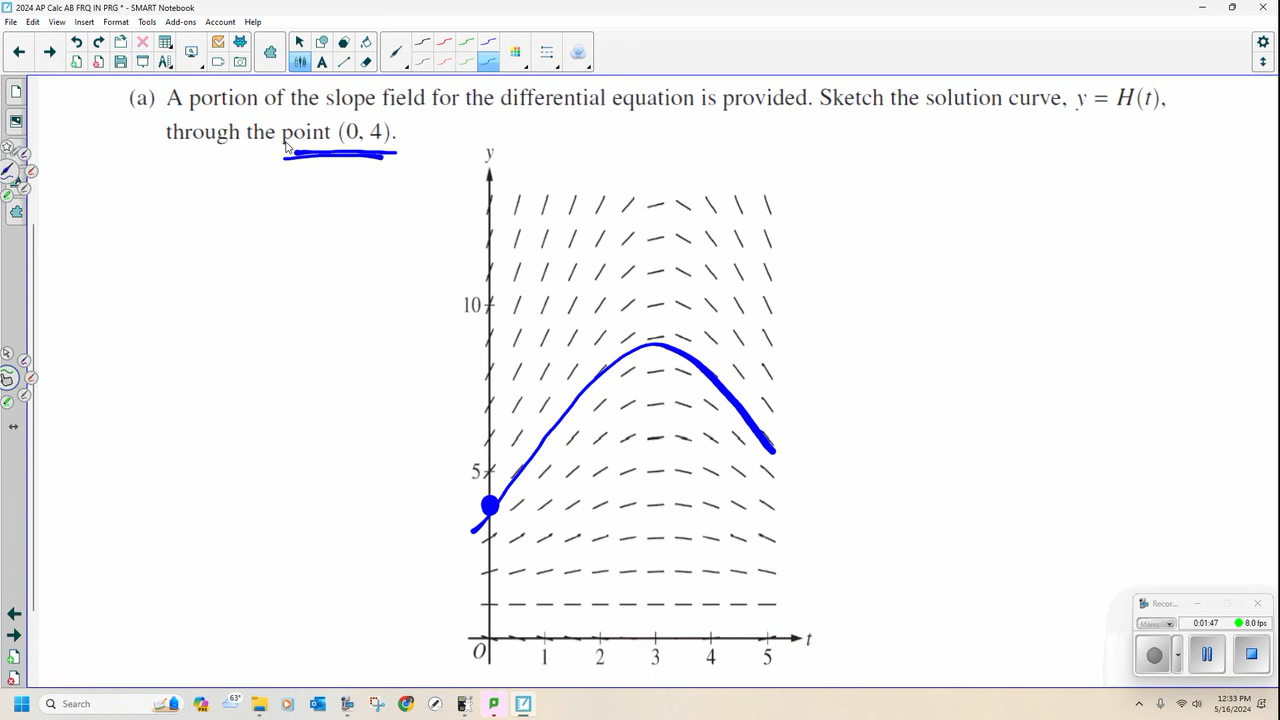 2024 AP Calc AB FRQ IN PRG * - SMART Notebook
File Edit View Insert Format Tools Add-ons Account Help
(a) A portion of the slope field for the differential equation is provided. Sketch the solution curve, y = H(t),
through the point (0, 4).
y
10
5
O 1 2 3 4 5 t
Recor...
Menu 0:01:47 8.0 fps
Search
63°
12:33 PM
5/16/2024